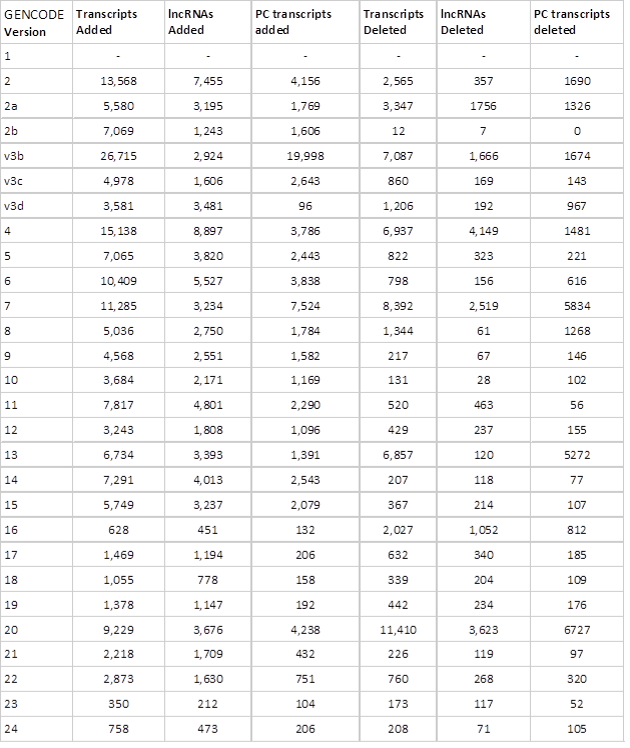 GENCODE Version Transcripts Added lncRNAs Added PC transcripts added Transcripts Deleted lncRNAs Deleted PC transcripts deleted
1 - - - - - -
2 13,568 7,455 4,156 2,565 357 1690
2a 5,580 3,195 1,769 3,347 1756 1326
2b 7,069 1,243 1,606 12 7 0
v3b 26,715 2,924 19,998 7,087 1,666 1674
v3c 4,978 1,606 2,643 860 169 143
v3d 3,581 3,481 96 1,206 192 967
4 15,138 8,897 3,786 6,937 4,149 1481
5 7,065 3,820 2,443 822 323 221
6 10,409 5,527 3,838 798 156 616
7 11,285 3,234 7,524 8,392 2,519 5834
8 5,036 2,750 1,784 1,344 61 1268
9 4,568 2,551 1,582 217 67 146
10 3,684 2,171 1,169 131 28 102
11 7,817 4,801 2,290 520 463 56
12 3,243 1,808 1,096 429 237 155
13 6,734 3,393 1,391 6,857 120 5272
14 7,291 4,013 2,543 207 118 77
15 5,749 3,237 2,079 367 214 107
16 628 451 132 2,027 1,052 812
17 1,469 1,194 206 632 340 185
18 1,055 778 158 339 204 109
19 1,378 1,147 192 442 234 176
20 9,229 3,676 4,238 11,410 3,623 6727
21 2,218 1,709 432 226 119 97
22 2,873 1,630 751 760 268 320
23 350 212 104 173 117 52
24 758 473 206 208 71 105